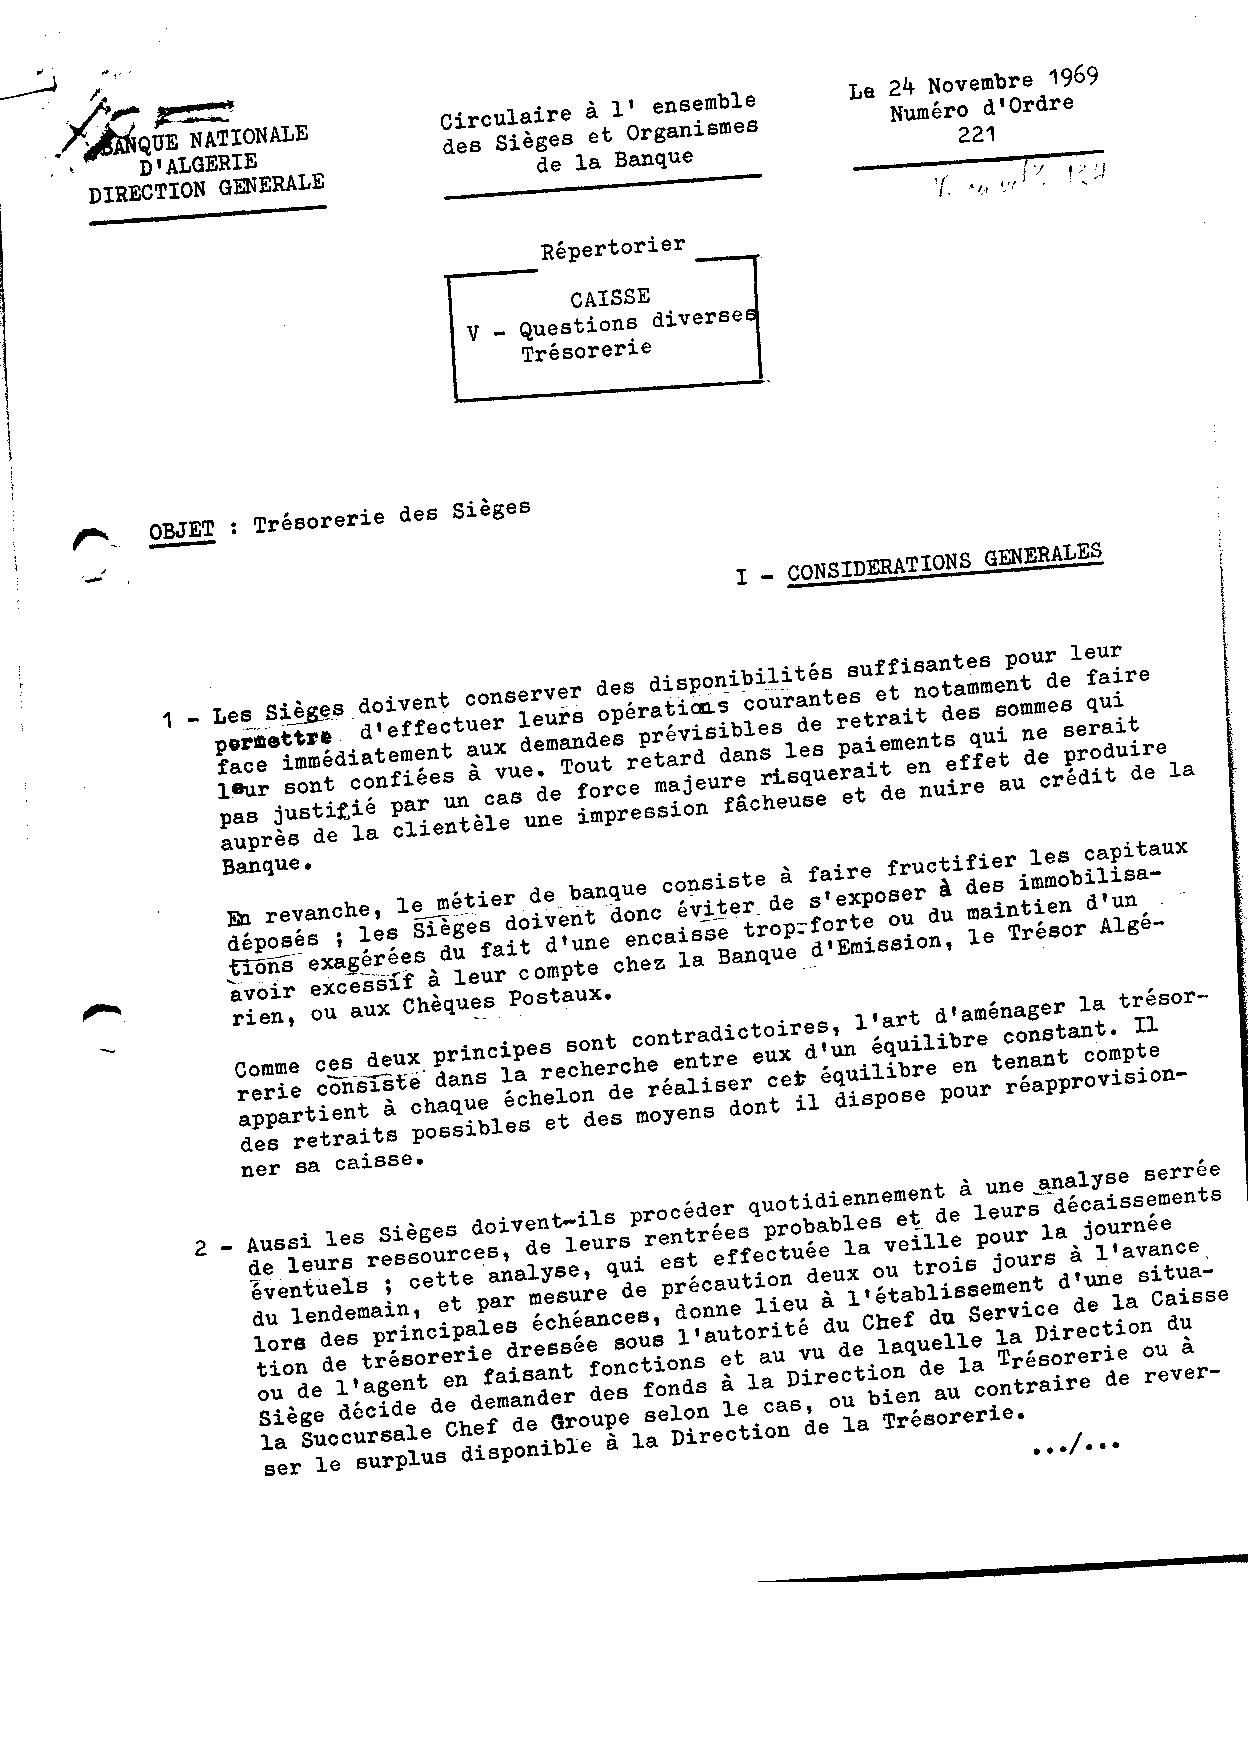 BANQUE NATIONALE
D'ALGERIE
DIRECTION GENERALE
Circulaire à l' ensemble
des Sièges et Organismes
de la Banque
Le 24 Novembre 1969
Numéro d'Ordre
221
Répertorier
CAISSE
V - Questions diverses
Trésorerie
OBJET : Trésorerie des Sièges
I - CONSIDERATIONS GENERALES
1 - Les Sièges doivent conserver des disponibilités suffisantes pour leur
permettre d'effectuer leurs opérations courantes et notamment de faire
face immédiatement aux demandes prévisibles de retrait des sommes qui
leur sont confiées à vue. Tout retard dans les paiements qui ne serait
pas justifié par un cas de force majeure risquerait en effet de produire
auprès de la clientèle une impression fâcheuse et de nuire au crédit de la
Banque.
En revanche, le métier de banque consiste à faire fructifier les capitaux
déposés ; les Sièges doivent donc éviter de s'exposer à des immobilisa-
tions exagérées du fait d'une encaisse trop-forte ou du maintien d'un
avoir excessif à leur compte chez la Banque d'Emission, le Trésor Algé-
rien, ou aux Chèques Postaux.
Comme ces deux principes sont contradictoires, l'art d'aménager la trésor-
rerie consiste dans la recherche entre eux d'un équilibre constant. Il
appartient à chaque échelon de réaliser cet équilibre en tenant compte
des retraits possibles et des moyens dont il dispose pour réapprovision-
ner sa caisse.
2 - Aussi les Sièges doivent-ils procéder quotidiennement à une analyse serrée
de leurs ressources, de leurs rentrées probables et de leurs décaissements
éventuels ; cette analyse, qui est effectuée la veille pour la journée
du lendemain, et par mesure de précaution deux ou trois jours à l'avance
lors des principales échéances, donne lieu à l'établissement d'une situa-
tion de trésorerie dressée sous l'autorité du Chef du Service de la Caisse
ou de l'agent en faisant fonctions et au vu de laquelle la Direction du
Siège décide de demander des fonds à la Direction de la Trésorerie ou à
la Succursale Chef de Groupe selon le cas, ou bien au contraire de rever-
ser le surplus disponible à la Direction de la Trésorerie.
.../...